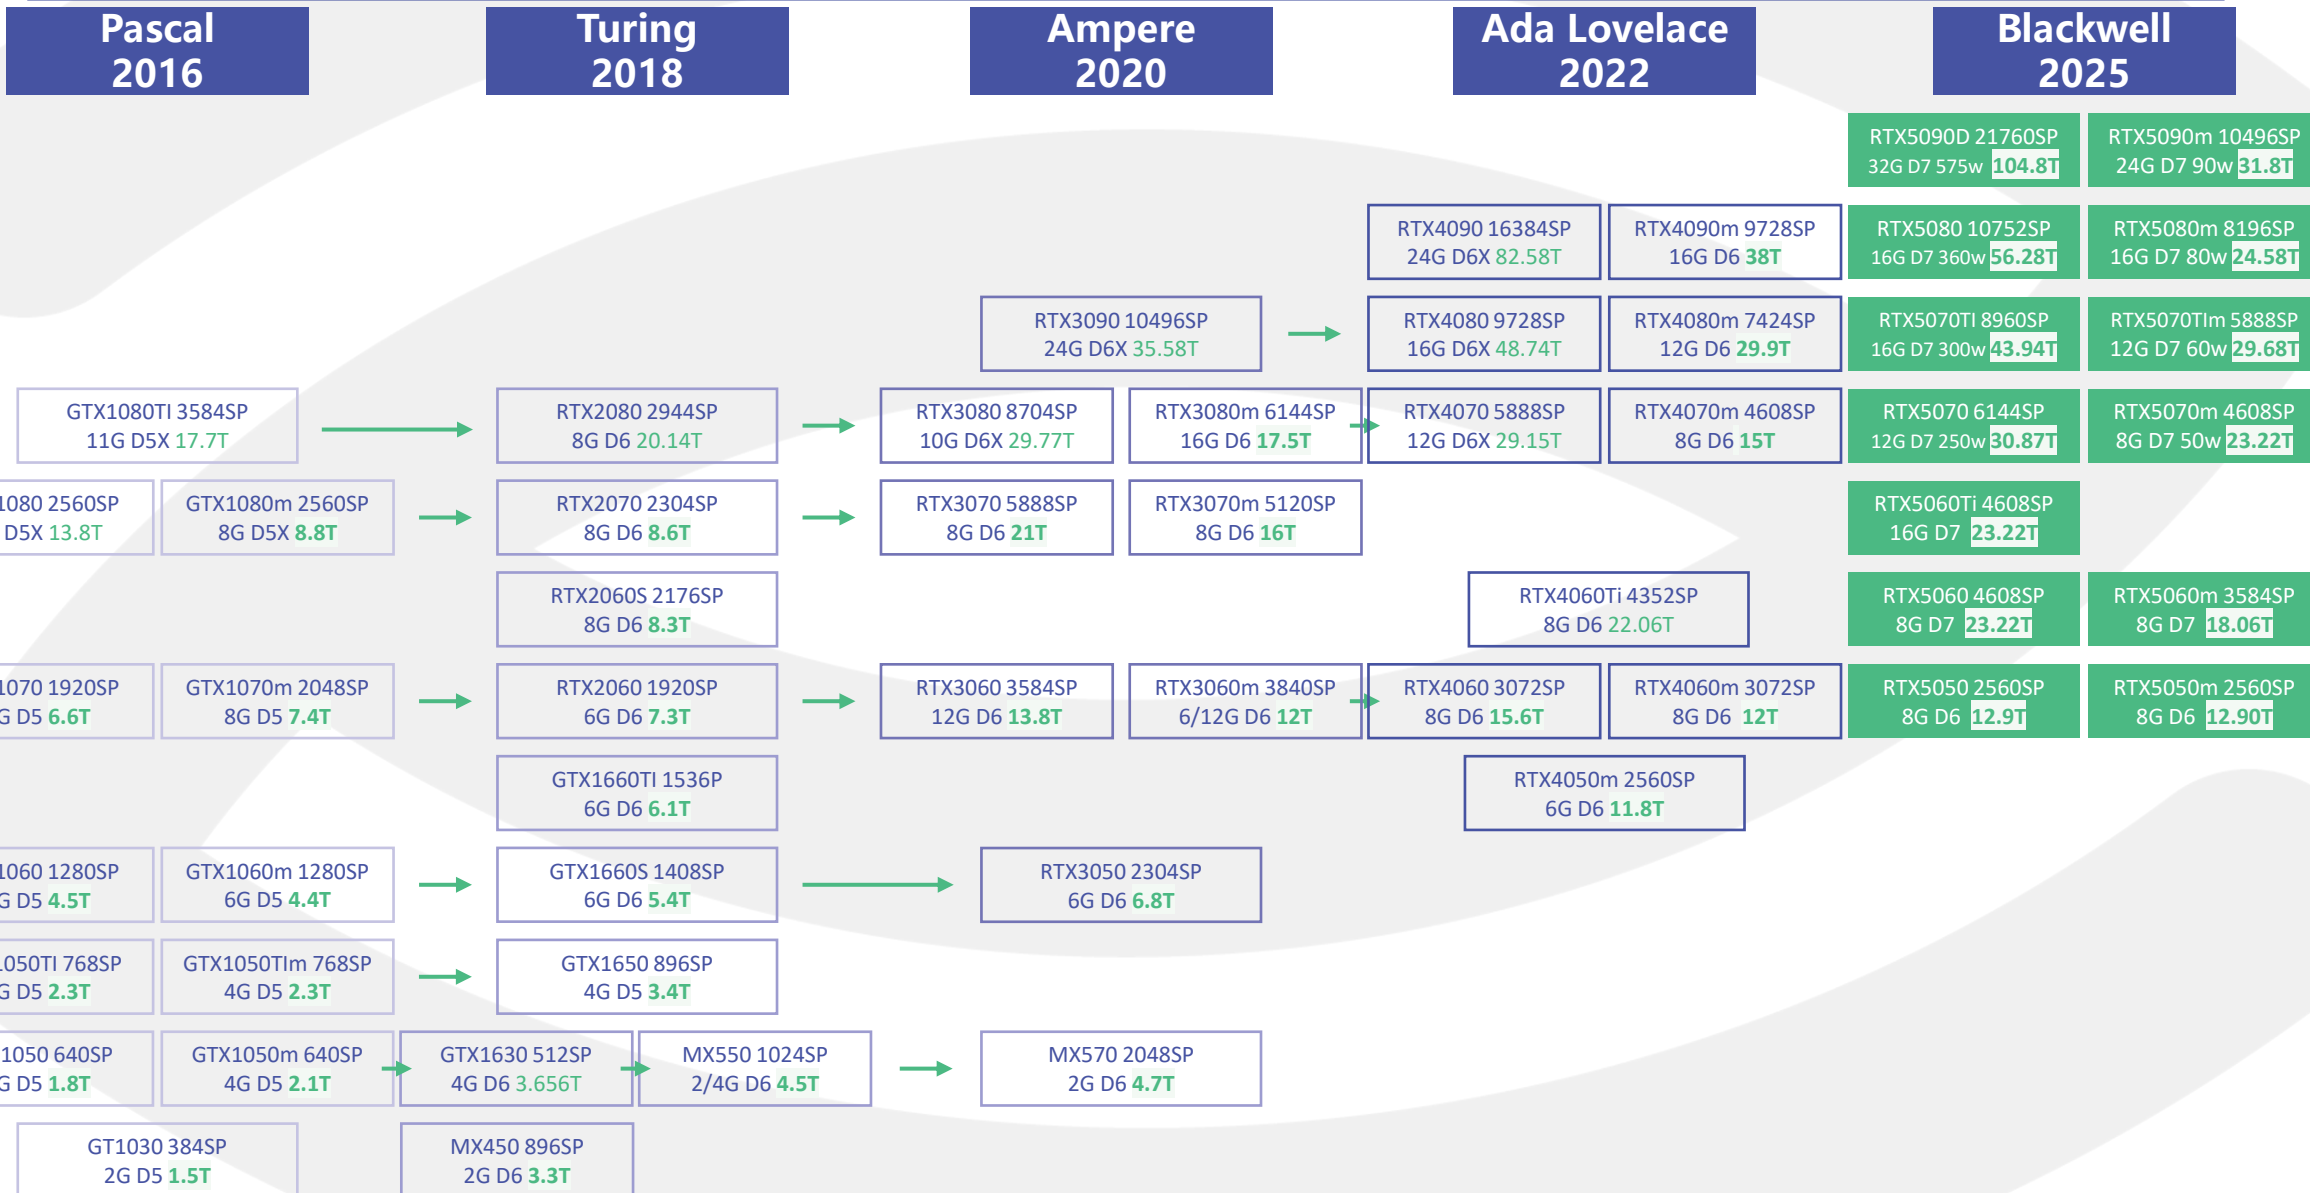 Pascal
2016
Turing
2018
Ampere
2020
Ada Lovelace
2022
Blackwell
2025
RTX5090D 21760SP
32G D7 575w 104.8T
RTX5090m 10496SP
24G D7 90w 31.8T
RTX4090 16384SP
24G D6X 82.58T
RTX4090m 9728SP
16G D6 38T
RTX5080 10752SP
16G D7 360w 56.28T
RTX5080m 8196SP
16G D7 80w 24.58T
RTX3090 10496SP
24G D6X 35.58T
RTX4080 9728SP
16G D6X 48.74T
RTX4080m 7424SP
12G D6 29.9T
RTX5070TI 8960SP
16G D7 300w 43.94T
RTX5070TIm 5888SP
12G D7 60w 29.68T
GTX1080TI 3584SP
11G D5X 17.7T
RTX2080 2944SP
8G D6 20.14T
RTX3080 8704SP
10G D6X 29.77T
RTX3080m 6144SP
16G D6 17.5T
RTX4070 5888SP
12G D6X 29.15T
RTX4070m 4608SP
8G D6 15T
RTX5070 6144SP
12G D7 250w 30.87T
RTX5070m 4608SP
8G D7 50w 23.22T
1080 2560SP
D5X 13.8T
GTX1080m 2560SP
8G D5X 8.8T
RTX2070 2304SP
8G D6 8.6T
RTX3070 5888SP
8G D6 21T
RTX3070m 5120SP
8G D6 16T
RTX5060Ti 4608SP
16G D7 23.22T
RTX2060S 2176SP
8G D6 8.3T
RTX4060Ti 4352SP
8G D6 22.06T
RTX5060 4608SP
8G D7 23.22T
RTX5060m 3584SP
8G D7 18.06T
1070 1920SP
G D5 6.6T
GTX1070m 2048SP
8G D5 7.4T
RTX2060 1920SP
6G D6 7.3T
RTX3060 3584SP
12G D6 13.8T
RTX3060m 3840SP
6/12G D6 12T
RTX4060 3072SP
8G D6 15.6T
RTX4060m 3072SP
8G D6 12T
RTX5050 2560SP
8G D6 12.9T
RTX5050m 2560SP
8G D6 12.90T
GTX1660TI 1536P
6G D6 6.1T
RTX4050m 2560SP
6G D6 11.8T
1060 1280SP
G D5 4.5T
GTX1060m 1280SP
6G D5 4.4T
GTX1660S 1408SP
6G D6 5.4T
RTX3050 2304SP
6G D6 6.8T
1050TI 768SP
G D5 2.3T
GTX1050TIm 768SP
4G D5 2.3T
GTX1650 896SP
4G D5 3.4T
1050 640SP
G D5 1.8T
GTX1050m 640SP
4G D5 2.1T
GTX1630 512SP
4G D6 3.656T
MX550 1024SP
2/4G D6 4.5T
MX570 2048SP
2G D6 4.7T
GT1030 384SP
2G D5 1.5T
MX450 896SP
2G D6 3.3T